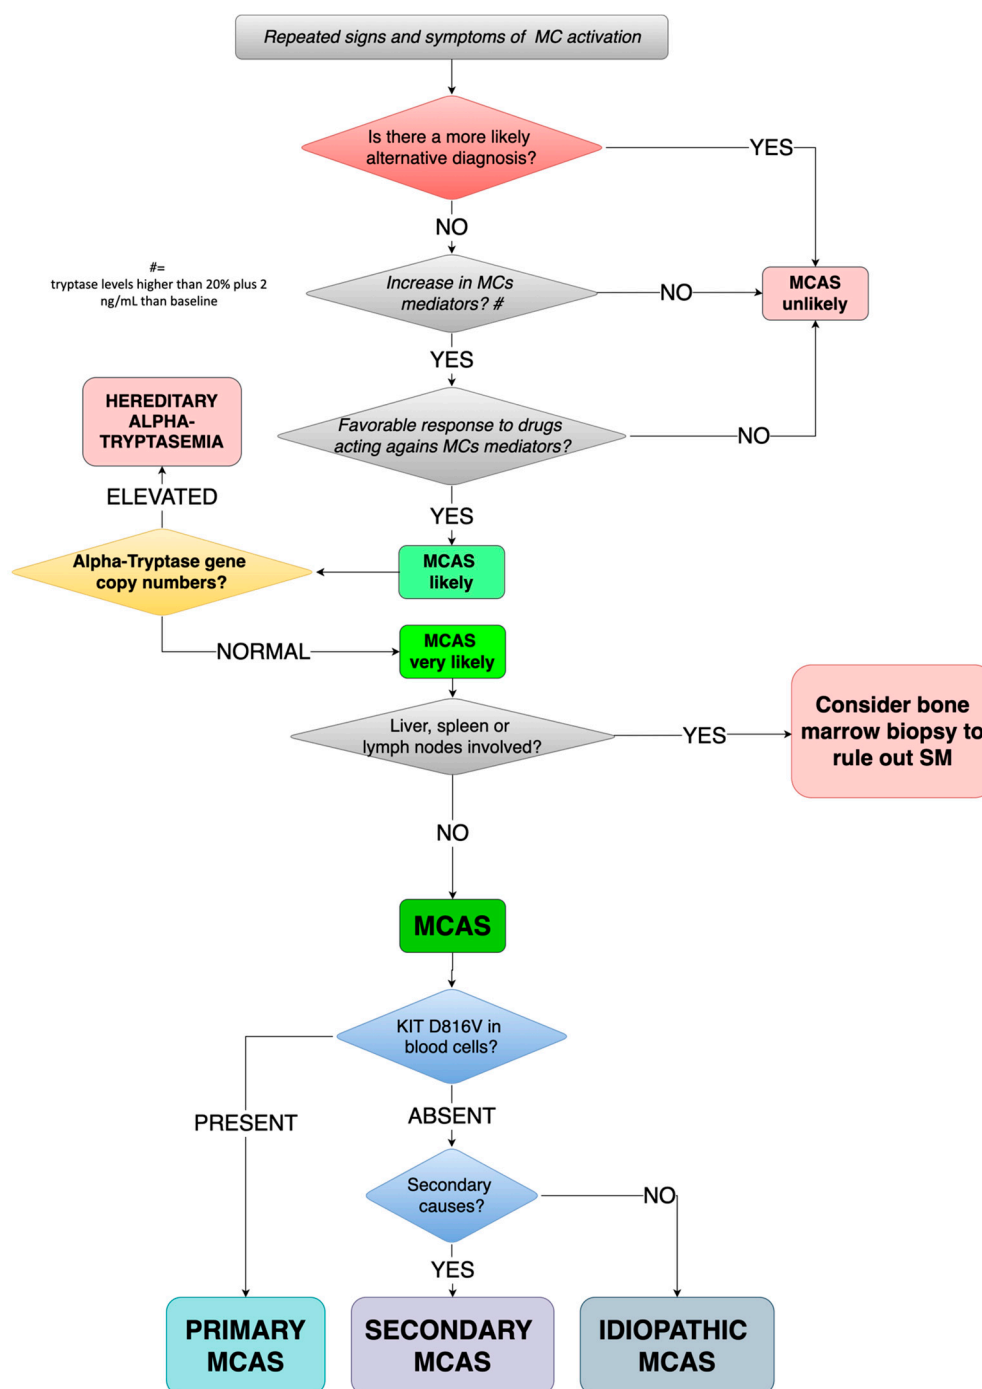 Repeated signs and symptoms of MC activation
Is there a more likely
alternative diagnosis?
YES
NO
#=
tryptase levels higher than 20% plus 2
ng/mL than baseline
Increase in MCs
mediators? #
NO
MCAS
unlikely
YES
HEREDITARY
ALPHA-
TRYPTASEMIA
Favorable response to drugs
acting agains MCs mediators?
NO
ELEVATED
YES
Alpha-Tryptase gene
copy numbers?
MCAS
likely
NORMAL
MCAS
very likely
Liver, spleen or
lymph nodes involved?
YES
Consider bone
marrow biopsy to
rule out SM
NO
MCAS
KIT D816V in
blood cells?
PRESENT
ABSENT
Secondary
causes?
NO
YES
PRIMARY
MCAS
SECONDARY
MCAS
IDIOPATHIC
MCAS